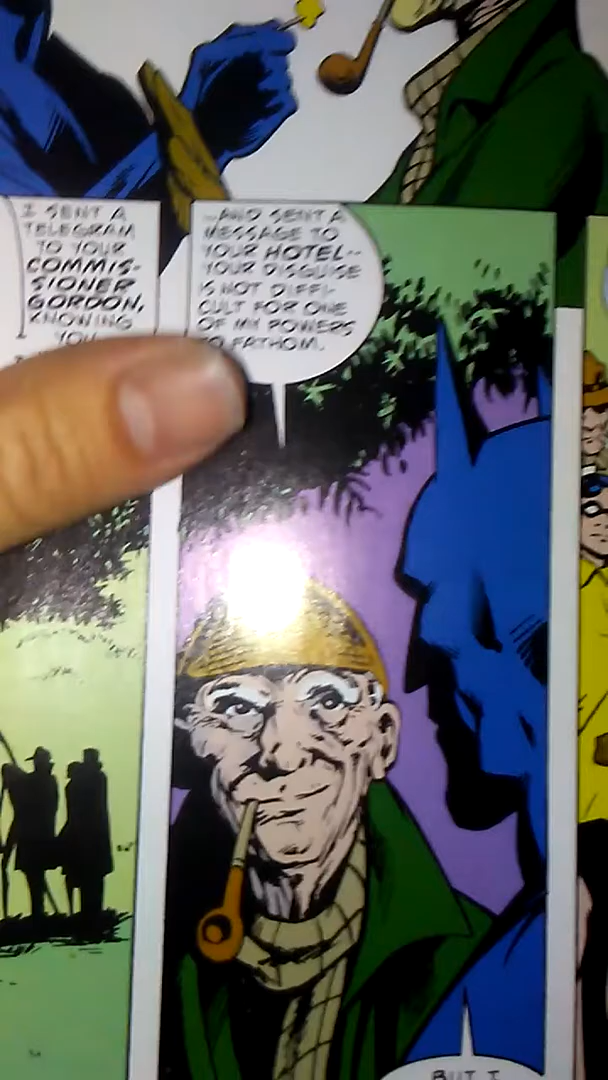 I SENT A
TELEGRAM
TO YOUR
COMMIS-
SIONER
GORDON,
KNOWING
YOU
...AND SENT A
MESSAGE TO
YOUR HOTEL--
YOUR DISGUISE
IS NOT DIFFI-
CULT FOR ONE
OF MY POWERS
TO FATHOM.
BUT I